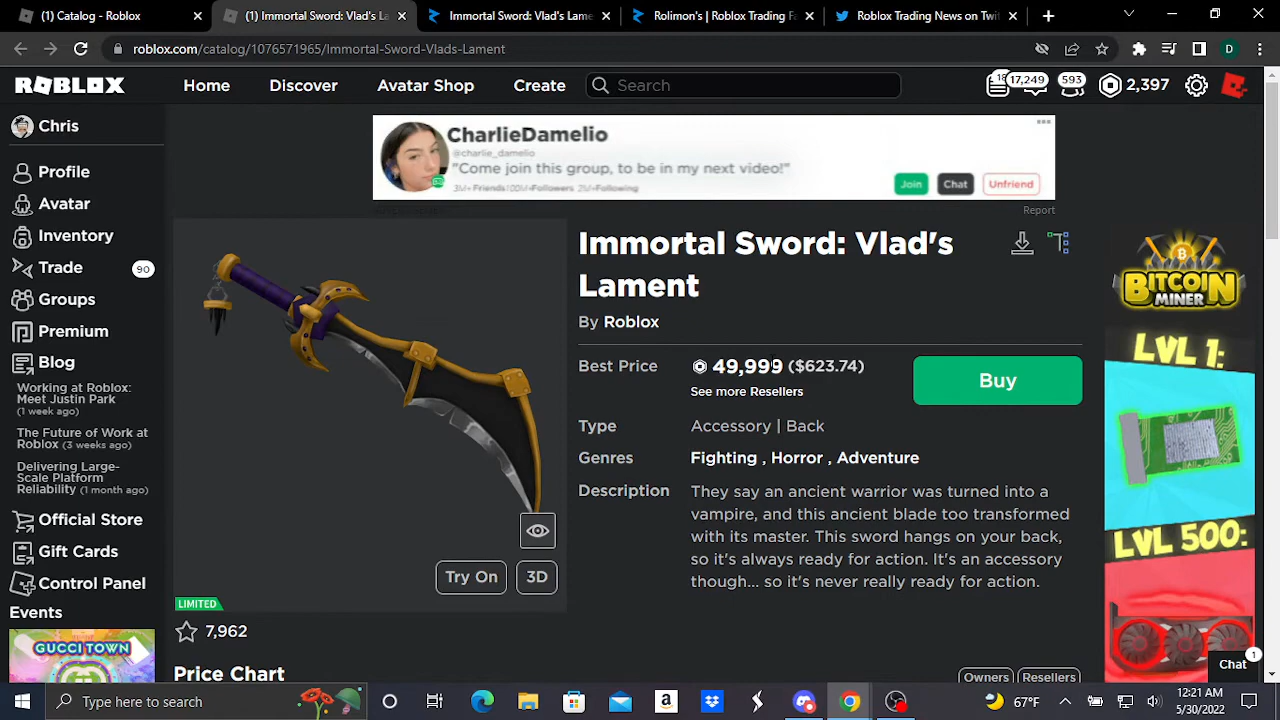 (1) Catalog - Roblox
(1) Immortal Sword: Vlad's La
Immortal Sword: Vlad's Lame
Rolimon's | Roblox Trading Fa
Roblox Trading News on Twit
roblox.com/catalog/1076571965/Immortal-Sword-Vlads-Lament
D
ROBLOX
Home
Discover
Avatar Shop
Create
Search
17,249
593
2,397
Chris
Profile
Avatar
Inventory
Trade
90
Groups
Premium
Blog
Working at Roblox:
Meet Justin Park
(1 week ago)
The Future of Work at
Roblox (3 weeks ago)
Delivering Large-
Scale Platform
Reliability (1 month ago)
Official Store
Gift Cards
Control Panel
Events
GUCCI TOWN
CharlieDamelio
@charlie_damelio
"Come join this group, to be in my next video!"
Join
Chat
Unfriend
Report
Immortal Sword: Vlad's
Lament
By Roblox
Best Price
49,999 ($623.74)
See more Resellers
Buy
Type
Accessory | Back
Genres
Fighting , Horror , Adventure
Description
They say an ancient warrior was turned into a
vampire, and this ancient blade too transformed
with its master. This sword hangs on your back,
so it's always ready for action. It's an accessory
though... so it's never really ready for action.
Try On
3D
LIMITED
7,962
Price Chart
Owners
Resellers
BITCOIN
MINER
LVL 1:
LVL 500:
Chat
1
Type here to search
67°F
12:21 AM
5/30/2022